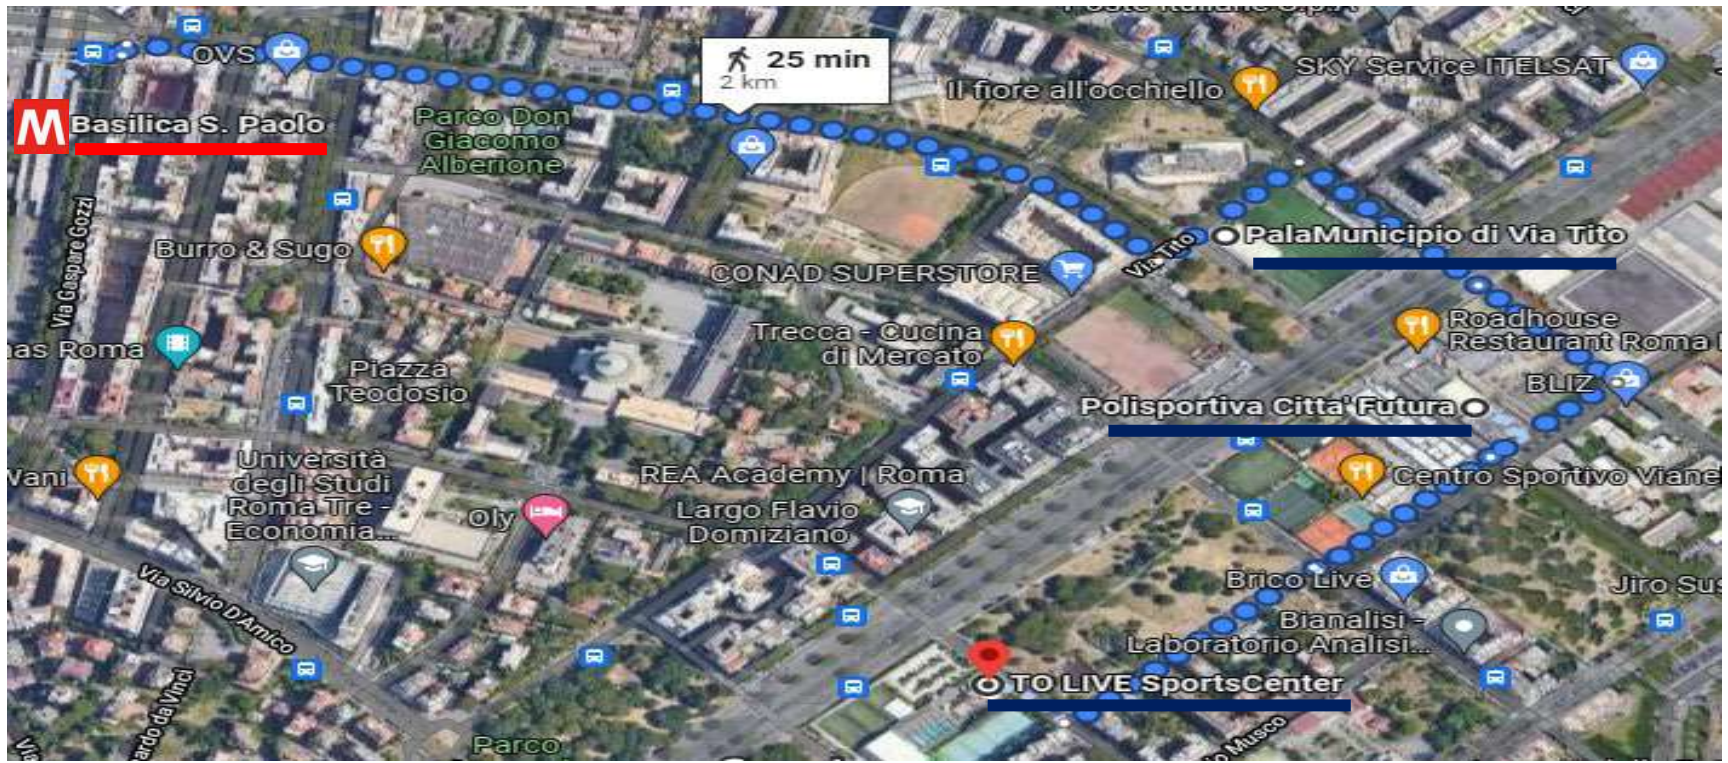 OVS
25 min
2 km
Il fiore all'occhiello
SKY Service ITELSAT
M
Basilica S. Paolo
Parco Don
Giacomo
Alberione
Via Gaspare Gozzi
Burro & Sugo
CONAD SUPERSTORE
Via Tito
PalaMunicipio di Via Tito
Roma
Piazza
Teodosio
Trecca - Cucina
di Mercato
Roadhouse
Restaurant Roma
BLIZ
Polisportiva Citta' Futura
Università
degli Studi
Roma Tre -
Economia...
Oly
REA Academy | Roma
Largo Flavio
Domiziano
Centro Sportivo
Via Silvio D'Amico
Brico Live
Bianalisi -
Laboratorio Analisi...
Jiro
TO LIVE SportsCenter
da Vinci
Parco
Musco